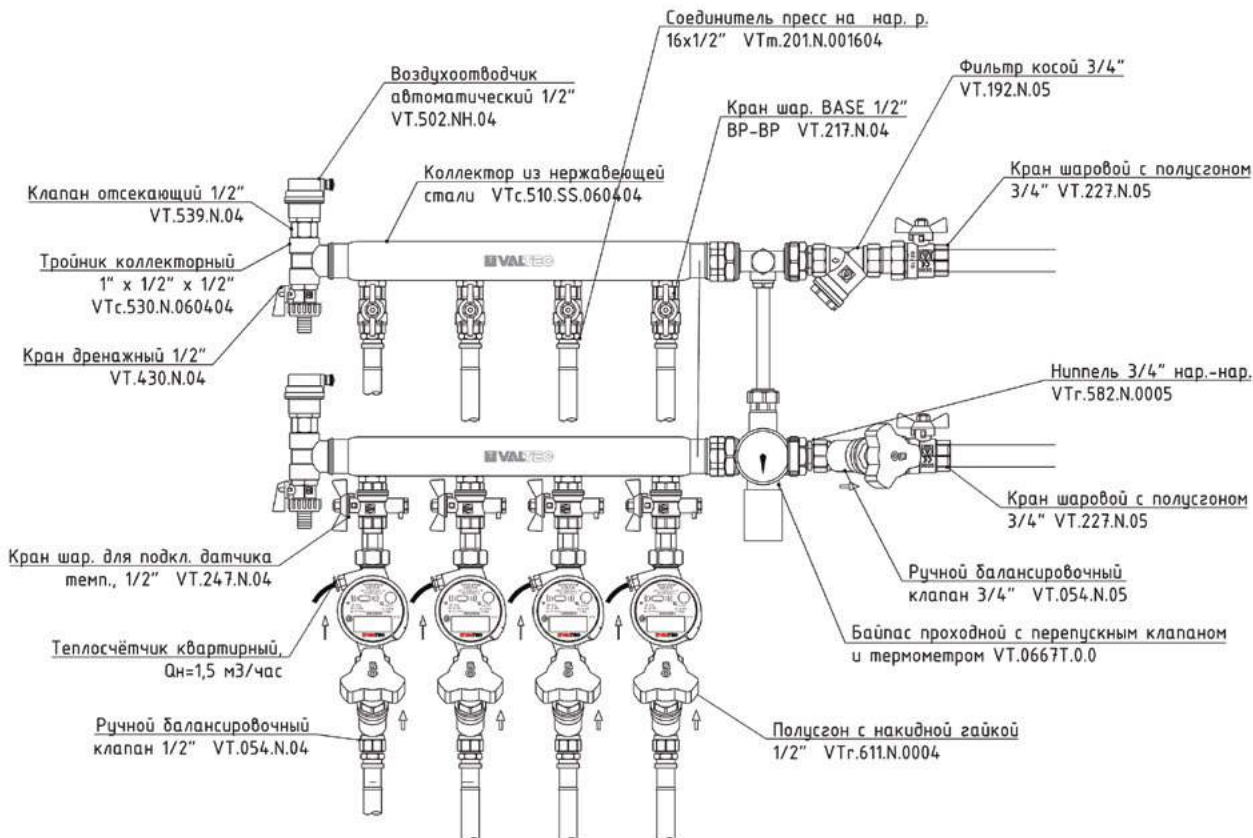 Соединитель пресс на нар. р.
16x1/2" VTm.201.N.001604
Воздухоотводчик
автоматический 1/2"
VT.502.NH.04
Фильтр косой 3/4"
VT.192.N.05
Кран шар. BASE 1/2"
ВР-ВР VT.217.N.04
Коллектор из нержавеющей
стали VTc.510.SS.060404
Кран шаровой с полусгоном
3/4" VT.227.N.05
Клапан отсекающий 1/2"
VT.539.N.04
Тройник коллекторный
1" x 1/2" x 1/2"
VTc.530.N.060404
VALTEC
Кран дренажный 1/2"
VT.430.N.04
Ниппель 3/4" нар.-нар.
VTr.582.N.0005
VALTEC
Кран шаровой с полусгоном
3/4" VT.227.N.05
Кран шар. для подкл. датчика
темп., 1/2" VT.247.N.04
Ручной балансировочный
клапан 3/4" VT.054.N.05
Теплосчётчик квартирный,
Qн=1,5 м3/час
Байпас проходной с перепускным клапаном
и термометром VT.0667T.0.0
Ручной балансировочный
клапан 1/2" VT.054.N.04
Полусгон с накидной гайкой
1/2" VTr.611.N.0004